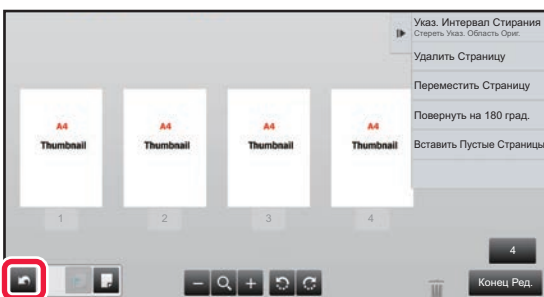 Указ. Интервал Стирания
Стереть Указ. Область Ориг.
Удалить Страницу
Переместить Страницу
Повернуть на 180 град.
Вставить Пустые Страницы
A4 A4 A4 A4
Thumbnail Thumbnail Thumbnail Thumbnail
1 2 3 4
4
Конец Ред.